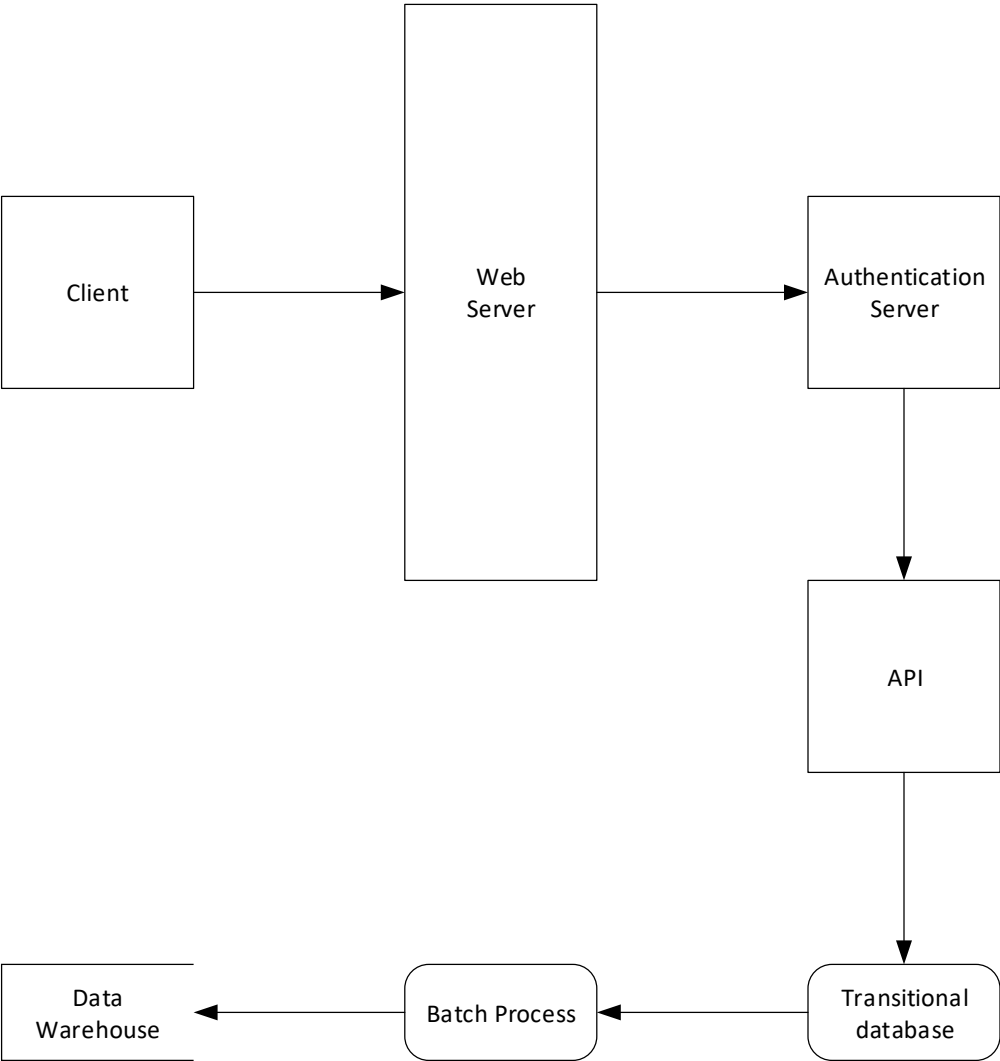 Client
Web
Server
Authentication
Server
API
Data
Warehouse
Batch Process
Transitional
database